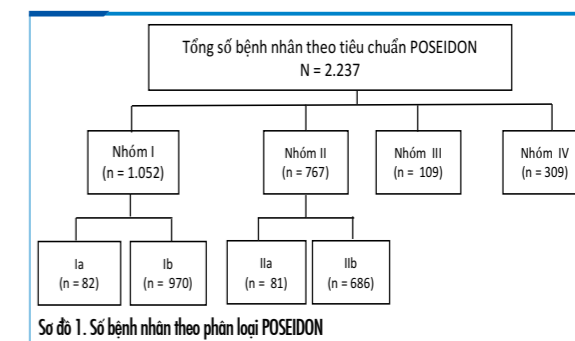 Tổng số bệnh nhân theo tiêu chuẩn POSEIDON
N = 2.237
Nhóm I
(n = 1.052)
Nhóm II
(n = 767)
Nhóm III
(n = 109)
Nhóm IV
(n = 309)
Ia
(n = 82)
Ib
(n = 970)
IIa
(n = 81)
IIb
(n = 686)
Sơ đồ 1. Số bệnh nhân theo phân loại POSEIDON